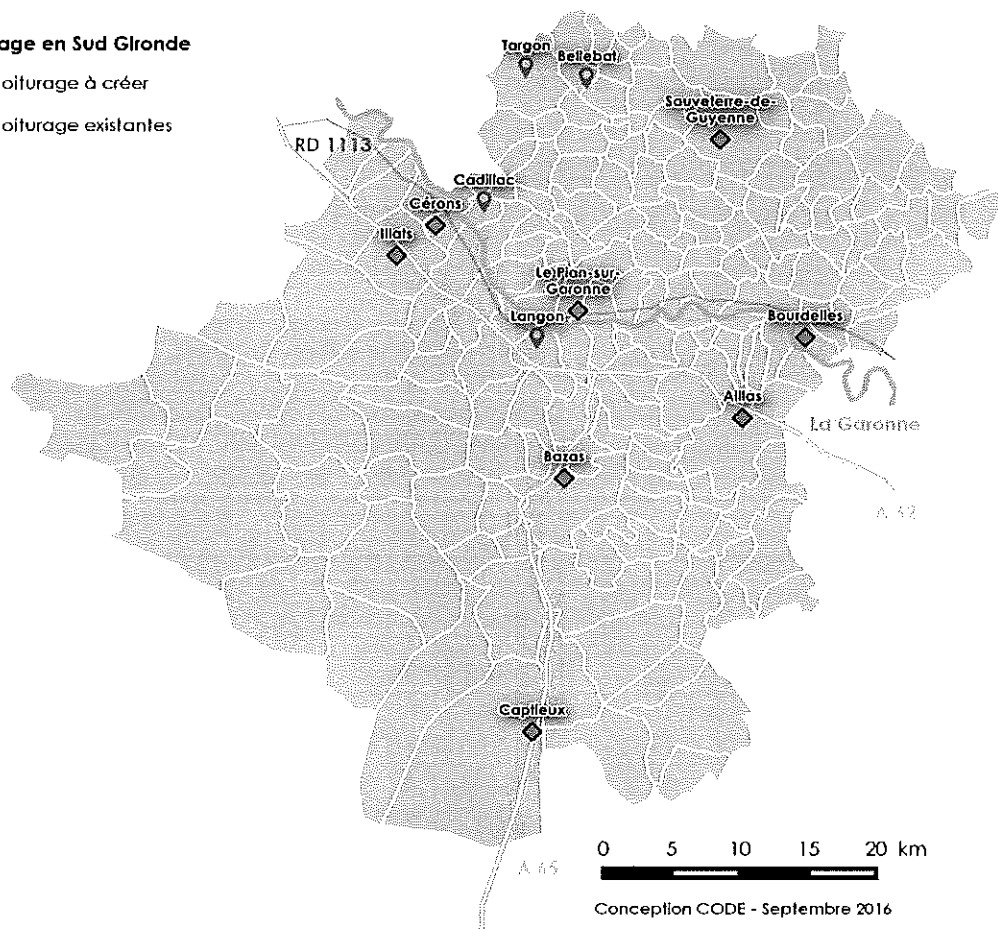 age en Sud Gironde
oiturage à créer
oiturage existantes
Targon
Bellebat
Sauveterre-de-
Guyenne
RD 1113
Cadillac
Cérons
Illats
Le Pian-sur-
Garonne
Langon
Bourdelles
Aillas
La Garonne
Bazas
A 62
Captieux
A 65
0 5 10 15 20 km
Conception CODE - Septembre 2016